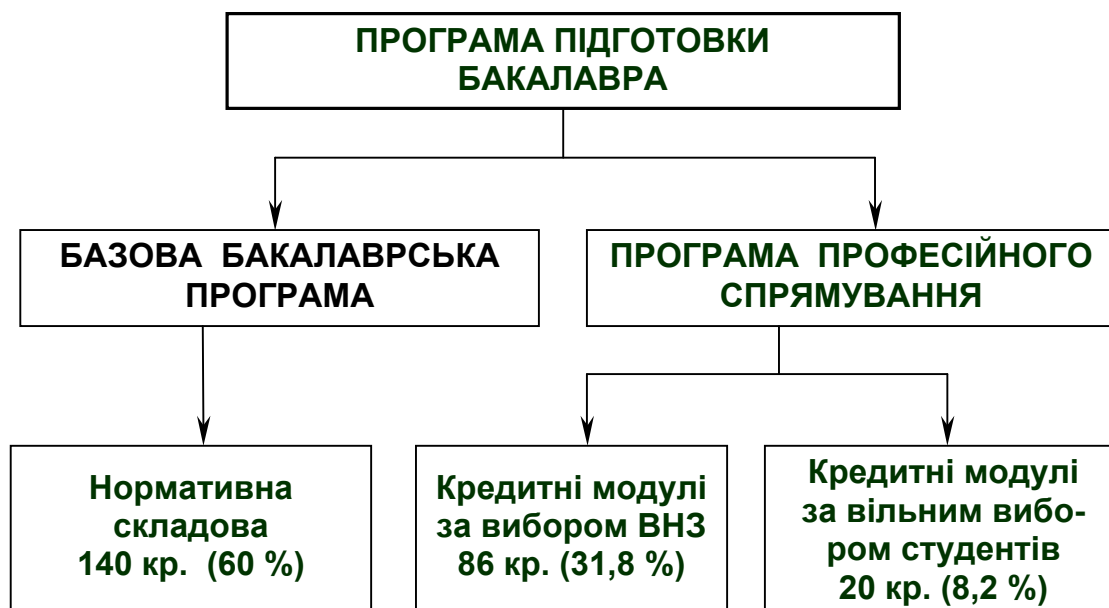 ПРОГРАМА ПІДГОТОВКИ
БАКАЛАВРА
БАЗОВА БАКАЛАВРСЬКА
ПРОГРАМА
ПРОГРАМА ПРОФЕСІЙНОГО
СПРЯМУВАННЯ
Нормативна
складова
140 кр. (60 %)
Кредитні модулі
за вибором ВНЗ
86 кр. (31,8 %)
Кредитні модулі
за вільним вибо-
ром студентів
20 кр. (8,2 %)